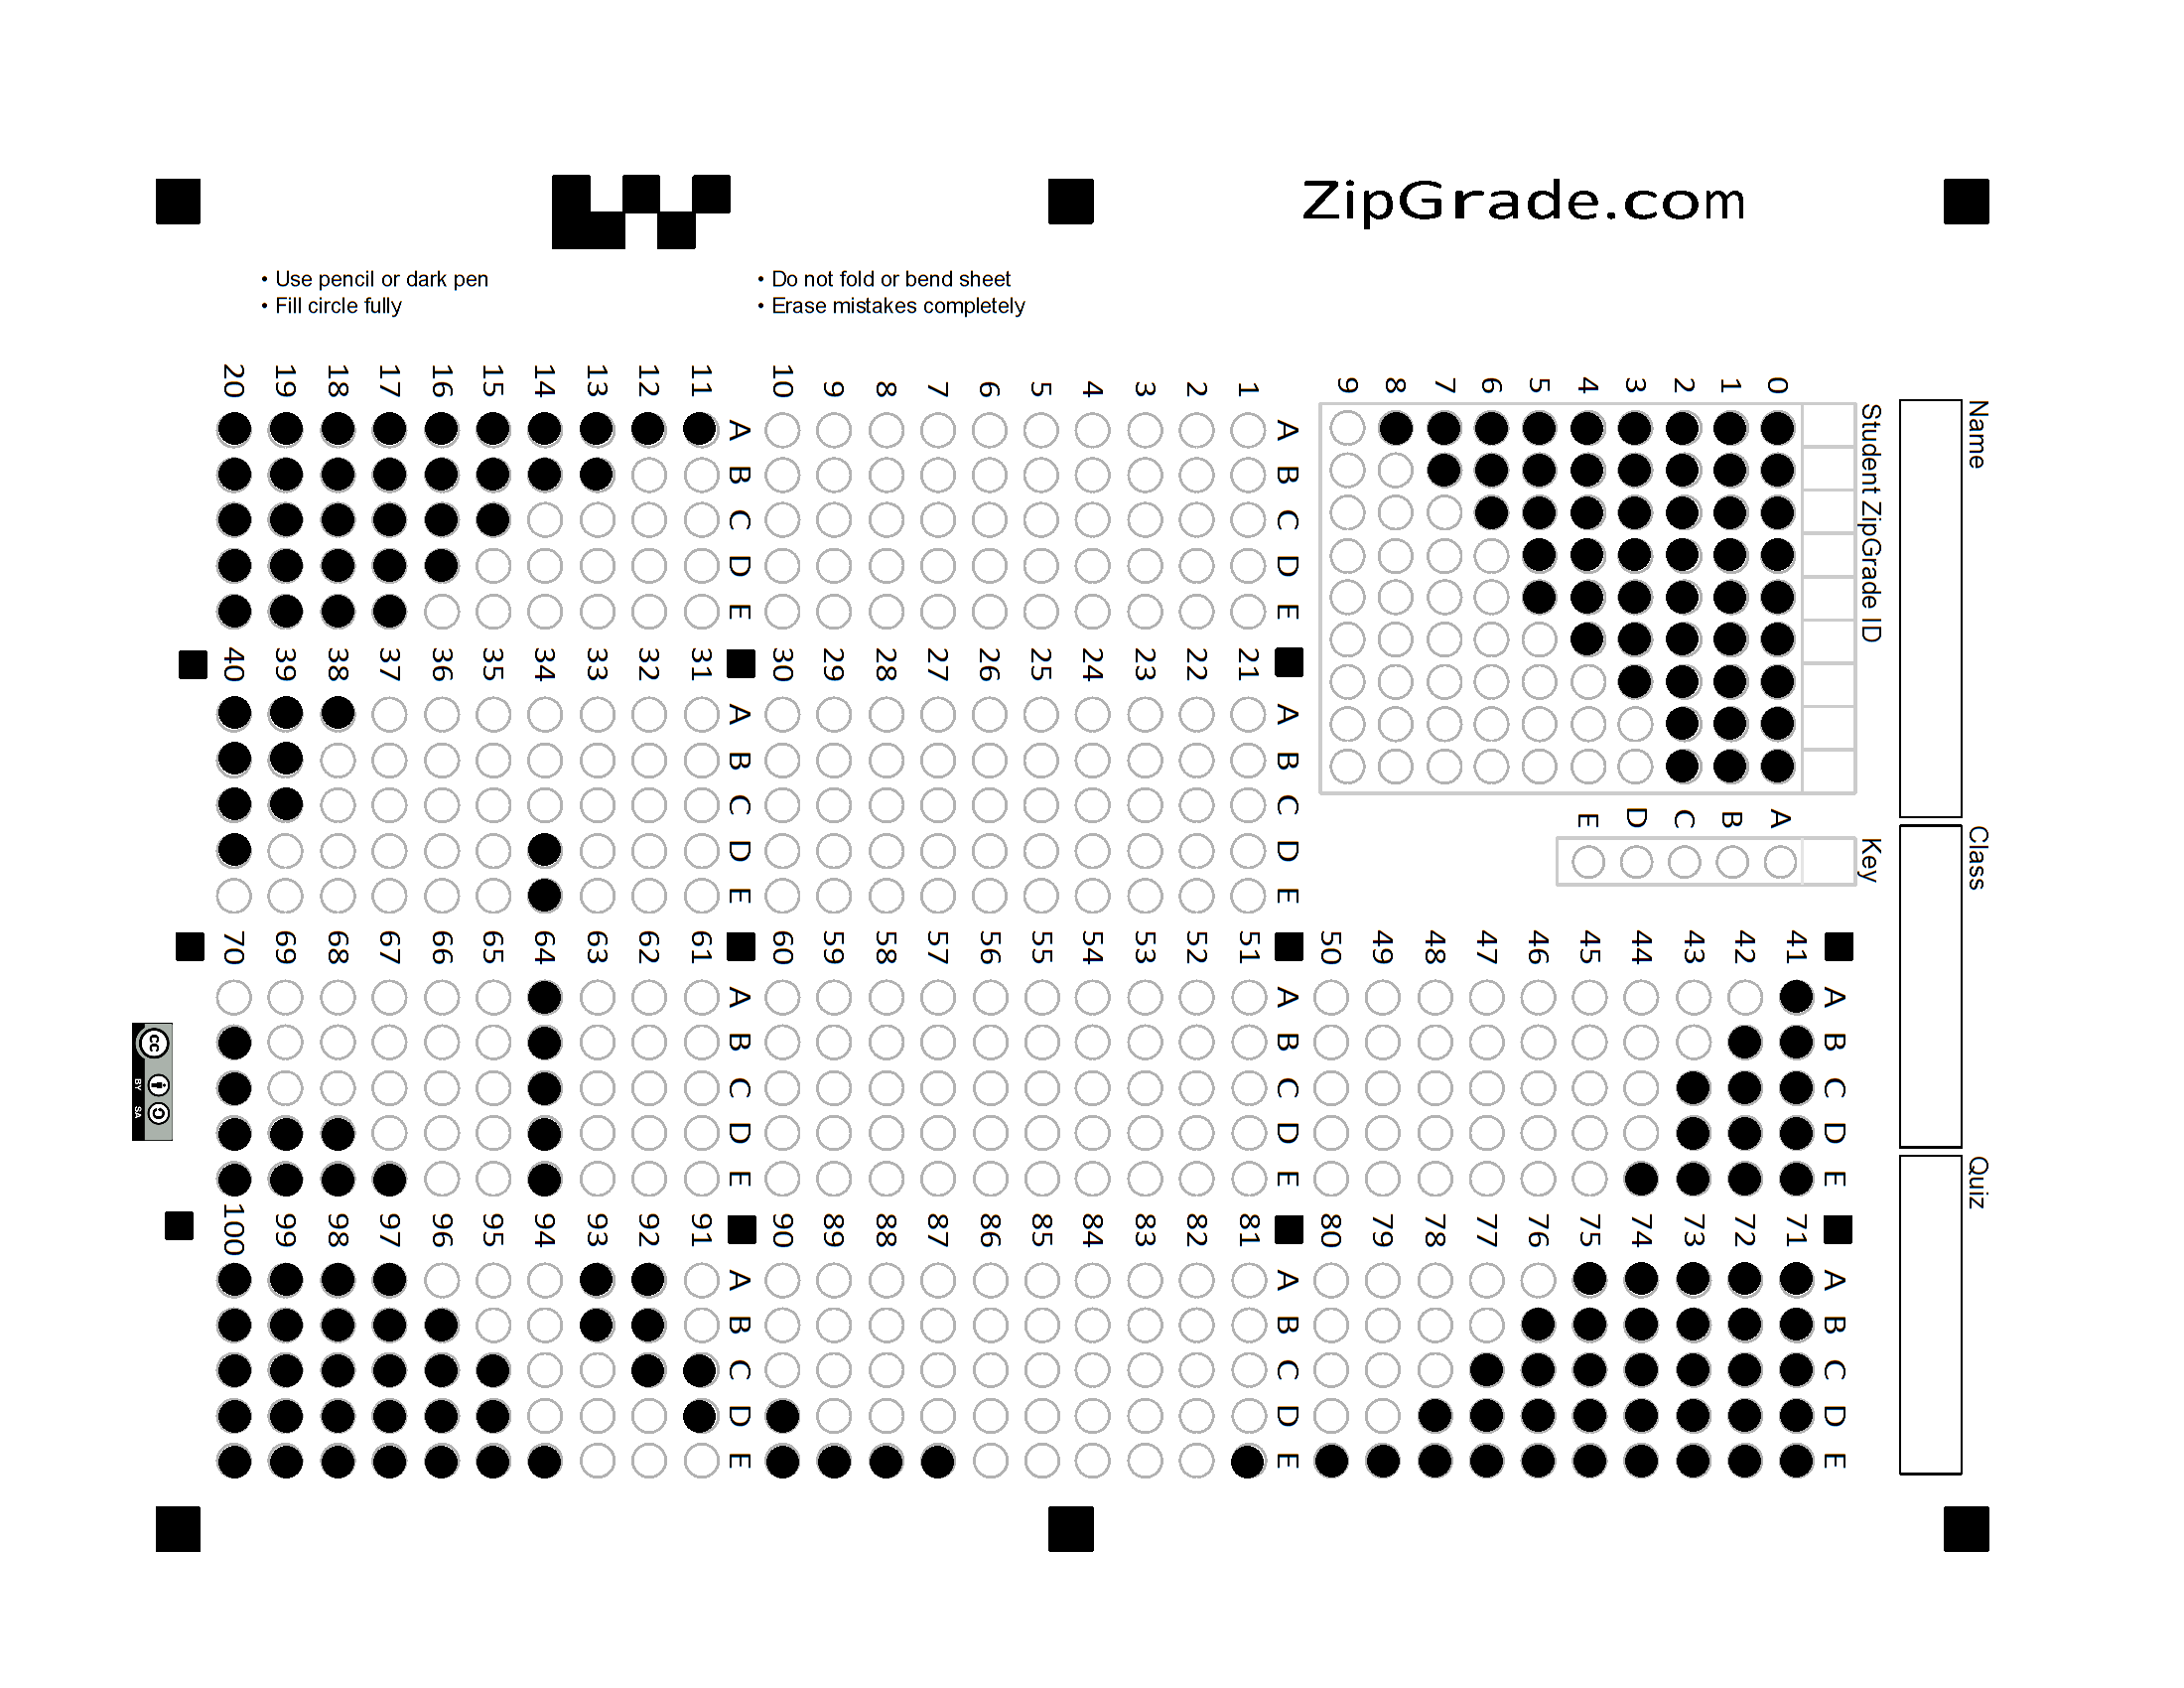 ZipGrade.com
• Use pencil or dark pen
• Fill circle fully
• Do not fold or bend sheet
• Erase mistakes completely
Name
Class
Quiz
Student ZipGrade ID
0 1 2 3 4 5 6 7 8 9
Key
A B C D E
1 2 3 4 5 6 7 8 9 10
A B C D E
11 12 13 14 15 16 17 18 19 20
A B C D E
21 22 23 24 25 26 27 28 29 30
A B C D E
31 32 33 34 35 36 37 38 39 40
A B C D E
41 42 43 44 45 46 47 48 49 50
A B C D E
51 52 53 54 55 56 57 58 59 60
A B C D E
61 62 63 64 65 66 67 68 69 70
A B C D E
71 72 73 74 75 76 77 78 79 80
A B C D E
81 82 83 84 85 86 87 88 89 90
A B C D E
91 92 93 94 95 96 97 98 99 100
A B C D E
cc
BY SA